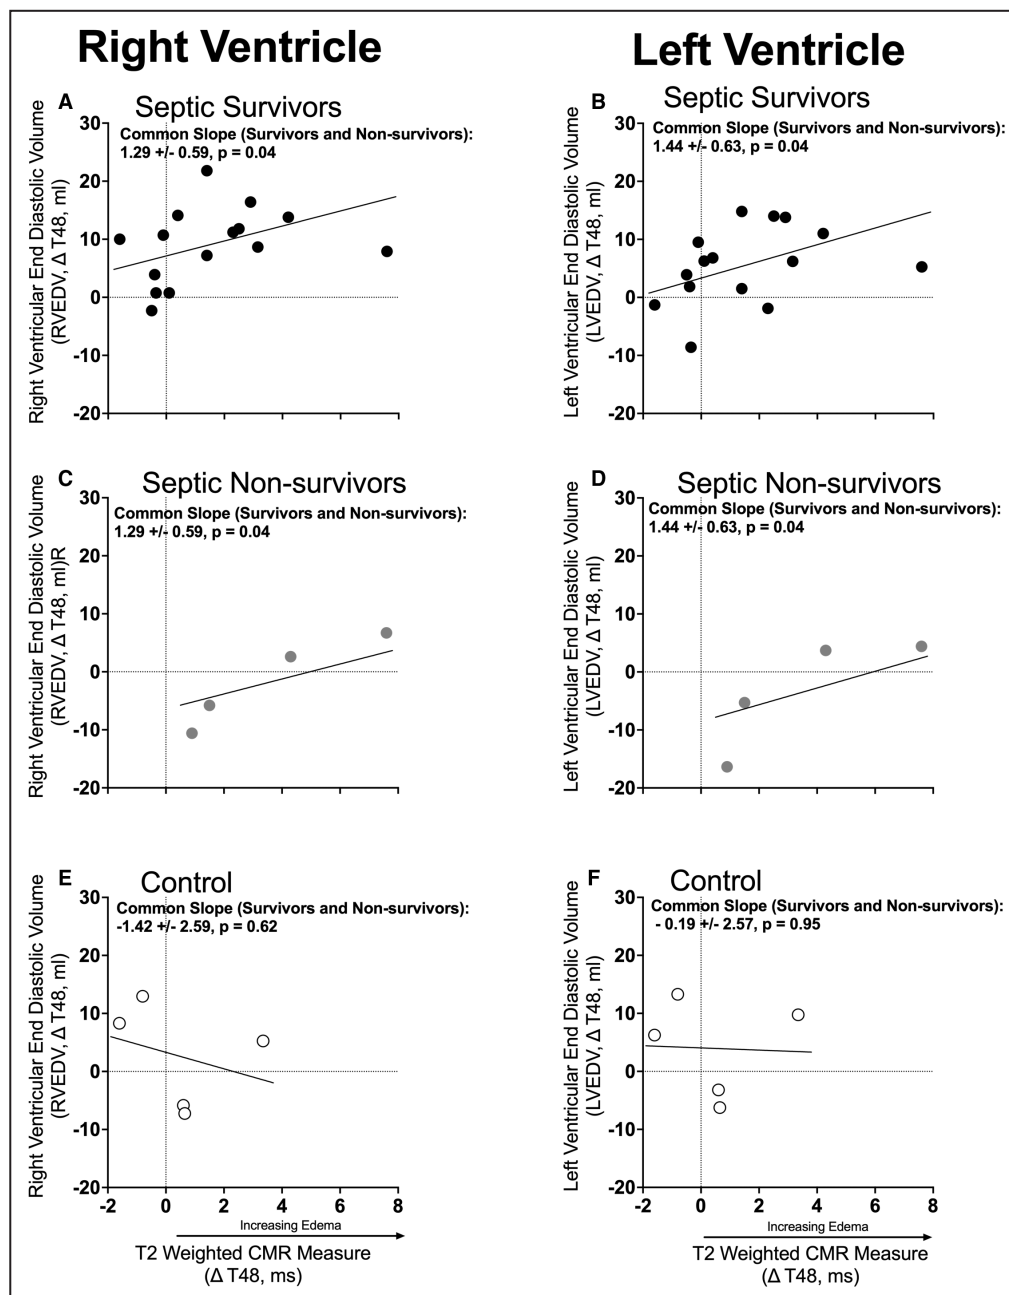 Right Ventricle
Left Ventricle
A
Septic Survivors
Common Slope (Survivors and Non-survivors):
1.29 +/- 0.59, p = 0.04
Right Ventricular End Diastolic Volume
(RVEDV, Δ T48, ml)
30
20
10
0
-10
-20
B
Septic Survivors
Common Slope (Survivors and Non-survivors):
1.44 +/- 0.63, p = 0.04
Left Ventricular End Diastolic Volume
(LVEDV, Δ T48, ml)
30
20
10
0
-10
-20
C
Septic Non-survivors
Common Slope (Survivors and Non-survivors):
1.29 +/- 0.59, p = 0.04
Right Ventricular End Diastolic Volume
(RVEDV, Δ T48, ml)R
30
20
10
0
-10
-20
D
Septic Non-survivors
Common Slope (Survivors and Non-survivors):
1.44 +/- 0.63, p = 0.04
Left Ventricular End Diastolic Volume
(LVEDV, Δ T48, ml)
30
20
10
0
-10
-20
E
Control
Common Slope (Survivors and Non-survivors):
-1.42 +/- 2.59, p = 0.62
Right Ventricular End Diastolic Volume
(RVEDV, Δ T48, ml)
30
20
10
0
-10
-20
-2 0 2 4 6 8
Increasing Edema
T2 Weighted CMR Measure
(Δ T48, ms)
F
Control
Common Slope (Survivors and Non-survivors):
- 0.19 +/- 2.57, p = 0.95
Left Ventricular End Diastolic Volume
(LVEDV, Δ T48, ml)
30
20
10
0
-10
-20
-2 0 2 4 6 8
Increasing Edema
T2 Weighted CMR Measure
(Δ T48, ms)